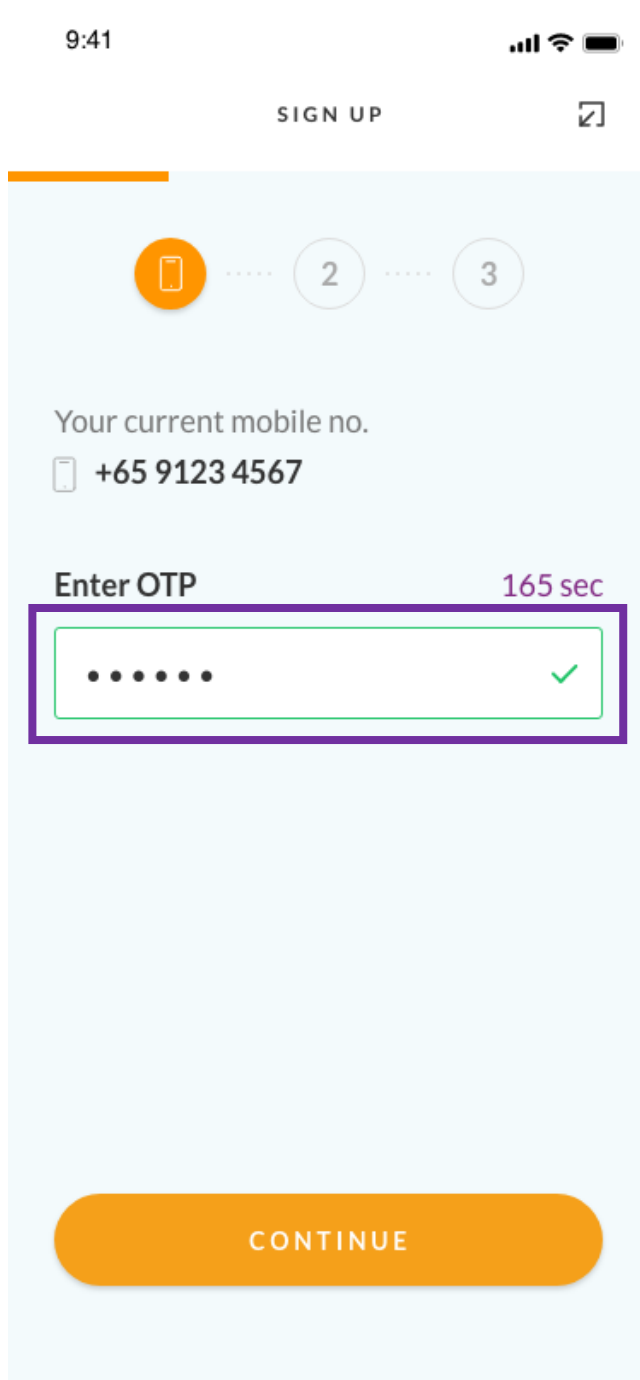 9:41
SIGN UP
2
3
Your current mobile no.
+65 9123 4567
Enter OTP
165 sec
••••••
CONTINUE